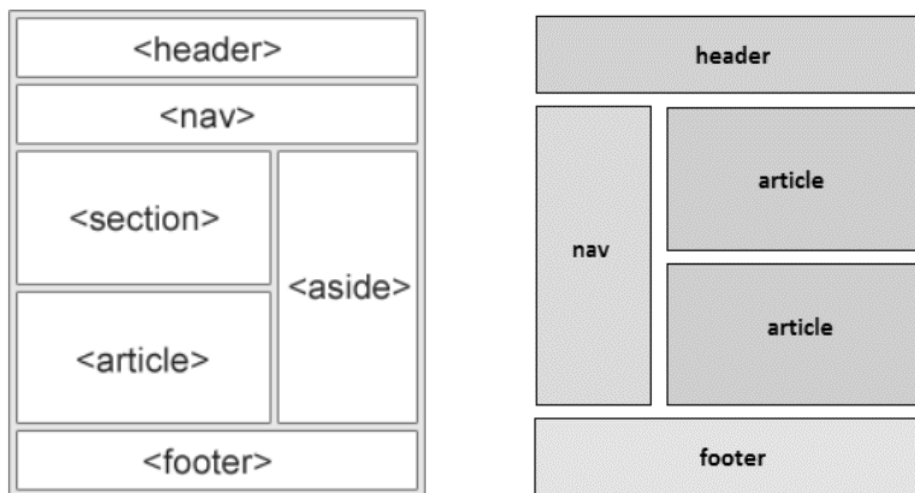 <header>
<nav>
<section>
<aside>
<article>
<footer>
header
nav
article
article
footer